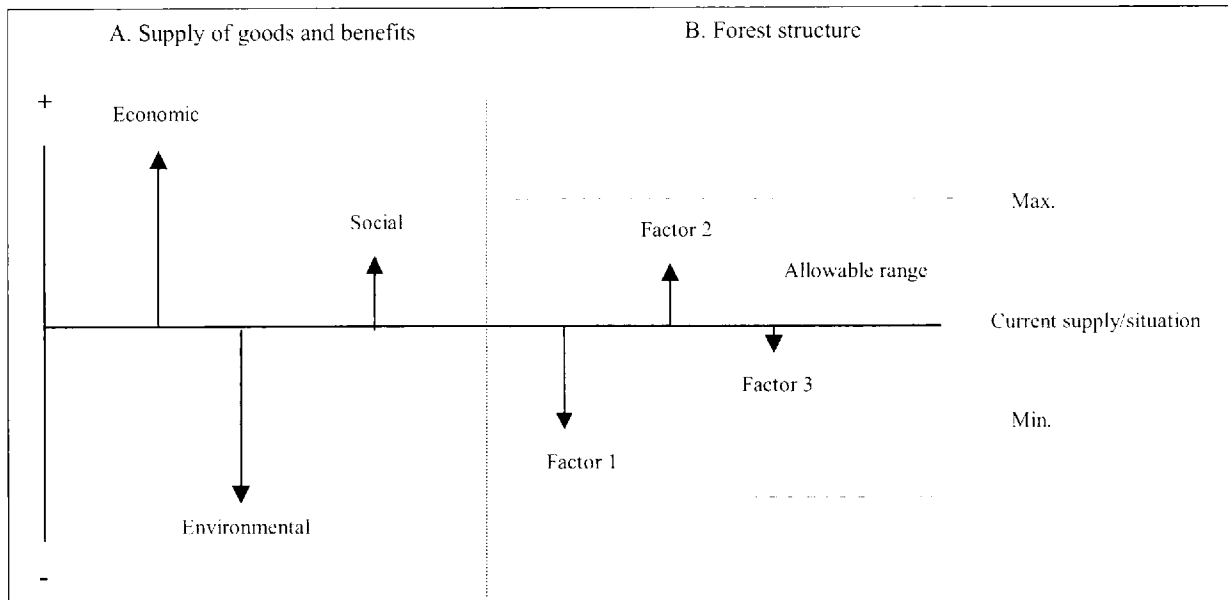 A. Supply of goods and benefits
B. Forest structure
+
Economic
Max.
Social
Factor 2
Allowable range
Current supply/situation
Factor 3
Min.
Factor 1
Environmental
-